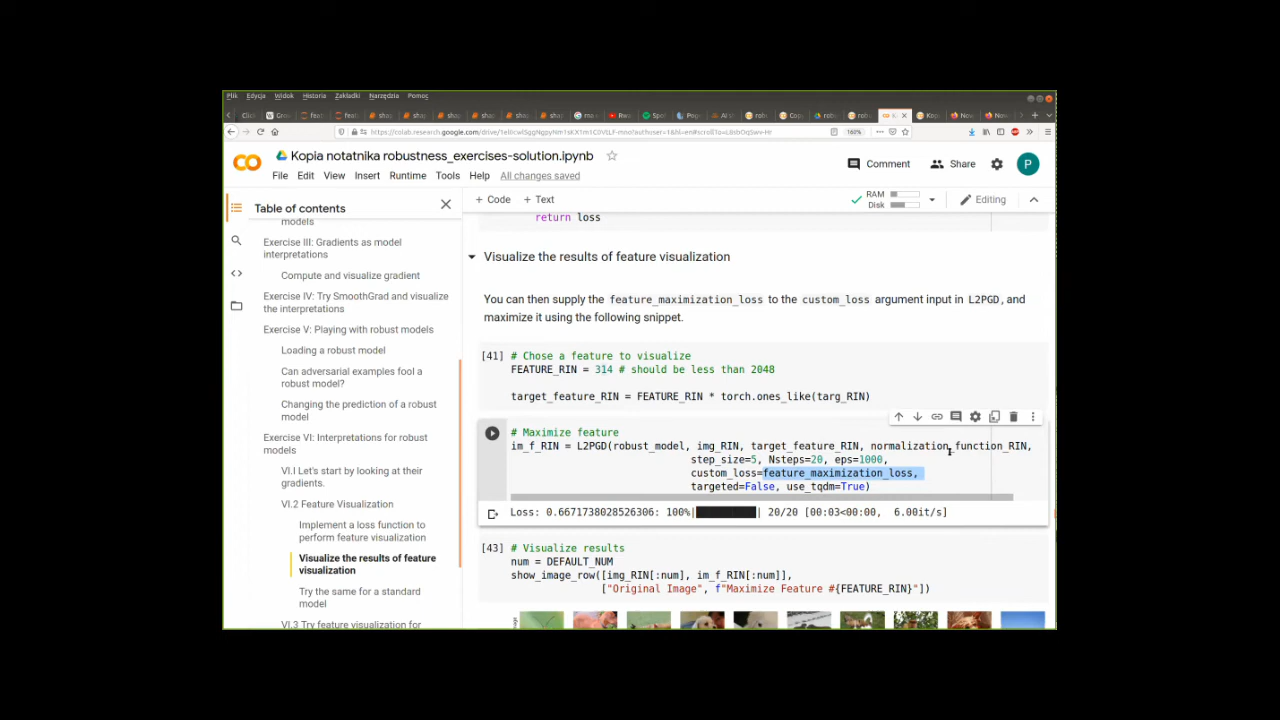 Plik Edycja Widok Historia Zakładki Narzędzia Pomoc
Kopia notatnika robustness_exercises-solution.ipynb
Comment
Share
P
File Edit View Insert Runtime Tools Help All changes saved
+ Code + Text
RAM
Disk
Editing
Table of contents
models
Exercise III: Gradients as model
interpretations
Compute and visualize gradient
Exercise IV: Try SmoothGrad and visualize
the interpretations
Exercise V: Playing with robust models
Loading a robust model
Can adversarial examples fool a
robust model?
Changing the prediction of a robust
model
Exercise VI: Interpretations for robust
models
VI.I Let's start by looking at their
gradients.
VI.2 Feature Visualization
Implement a loss function to
perform feature visualization
Visualize the results of feature
visualization
Try the same for a standard
model
VI.3 Try feature visualization for
return loss
Visualize the results of feature visualization
You can then supply the feature_maximization_loss to the custom_loss argument input in L2PGD, and
maximize it using the following snippet.
[41] # Chose a feature to visualize
FEATURE_RIN = 314 # should be less than 2048
target_feature_RIN = FEATURE_RIN * torch.ones_like(targ_RIN)
# Maximize feature
im_f_RIN = L2PGD(robust_model, img_RIN, target_feature_RIN, normalization_function_RIN,
step_size=5, Nsteps=20, eps=1000,
custom_loss=feature_maximization_loss,
targeted=False, use_tqdm=True)
Loss: 0.6671738028526306: 100%|██████████| 20/20 [00:03<00:00, 6.00it/s]
[43] # Visualize results
num = DEFAULT_NUM
show_image_row([img_RIN[:num], im_f_RIN[:num]],
["Original Image", f"Maximize Feature #{FEATURE_RIN}"])